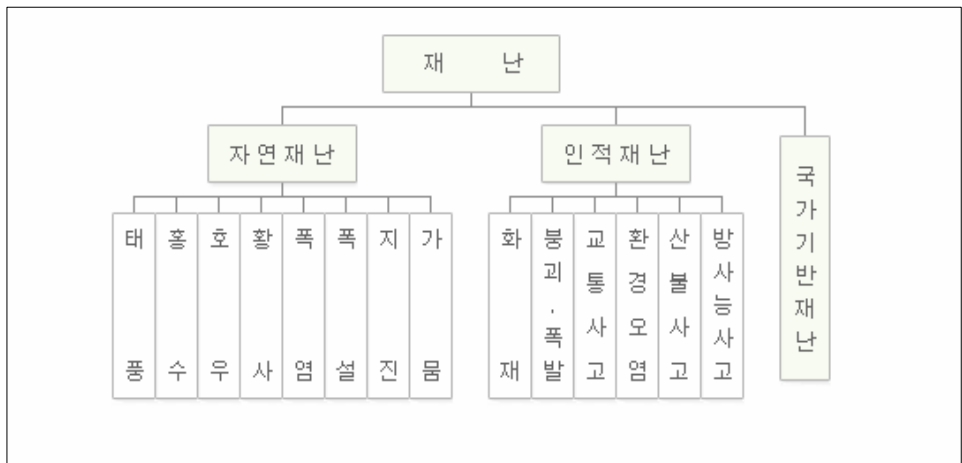 재 난
자연재난
인적재난
국가기반재난
태풍
홍수
호우
황사
폭염
폭설
지진
가뭄
화재
붕괴.폭발
교통사고
환경오염
산불사고
방사능사고